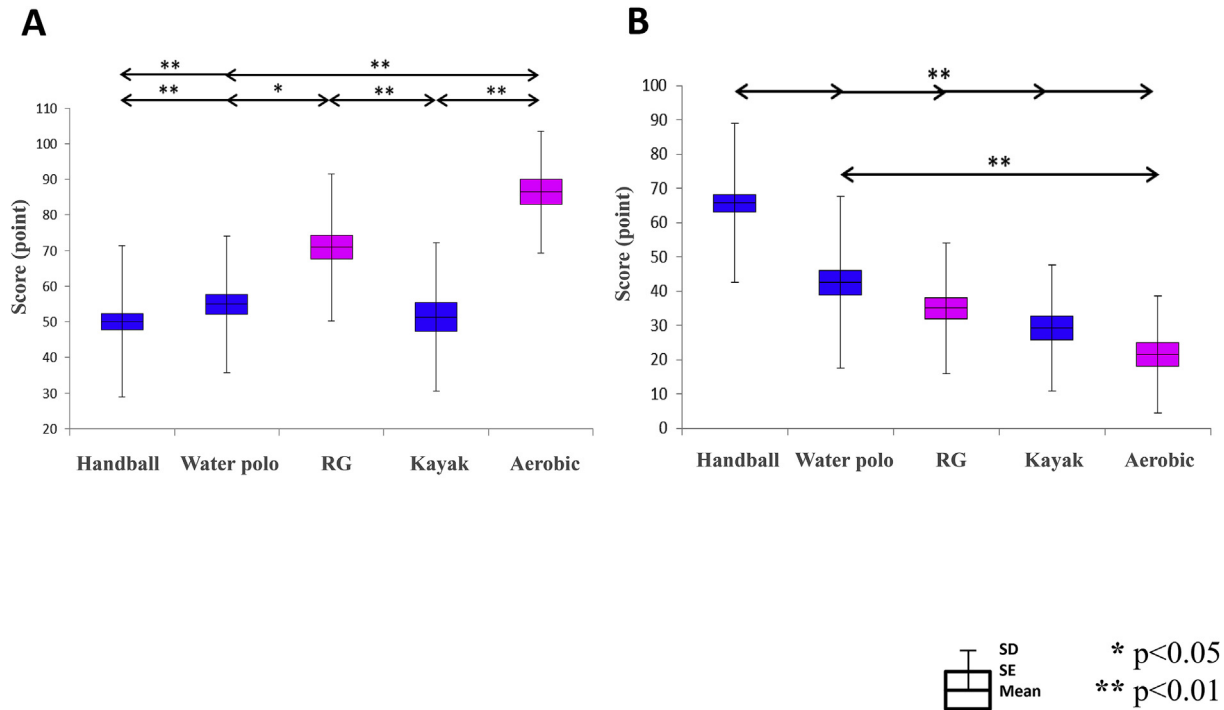 A
** **
** * ** **
110
100
90
80
70
60
50
40
30
20
Score (point)
Handball Water polo RG Kayak Aerobic
B
**
**
100
90
80
70
60
50
40
30
20
10
0
Score (point)
Handball Water polo RG Kayak Aerobic
SD
SE
Mean
* p<0.05
** p<0.01